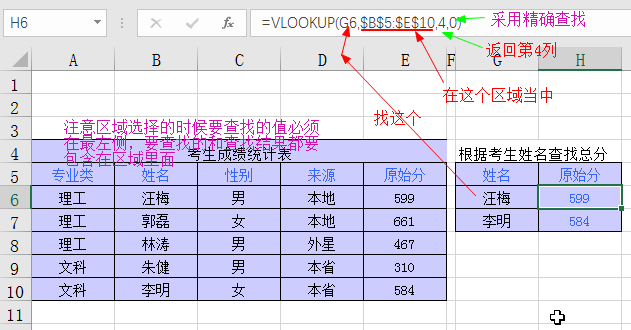 H6 =VLOOKUP(G6,$B$5:$E$10,4,0)
采用精确查找
返回第4列
在这个区域当中
找这个
A B C D E F G H
1
2
3
注意区域选择的时候要查找的值必须
在最左侧，要查找的和查找结果都要
包含在区域里面
4 考生成绩统计表 根据考生姓名查找总分
5 专业类 姓名 性别 来源 原始分 姓名 原始分
6 理工 汪梅 男 本地 599 汪梅 599
7 理工 郭磊 女 本地 661 李明 584
8 理工 林涛 男 外星 467
9 文科 朱健 男 本省 310
10 文科 李明 女 本省 584
11